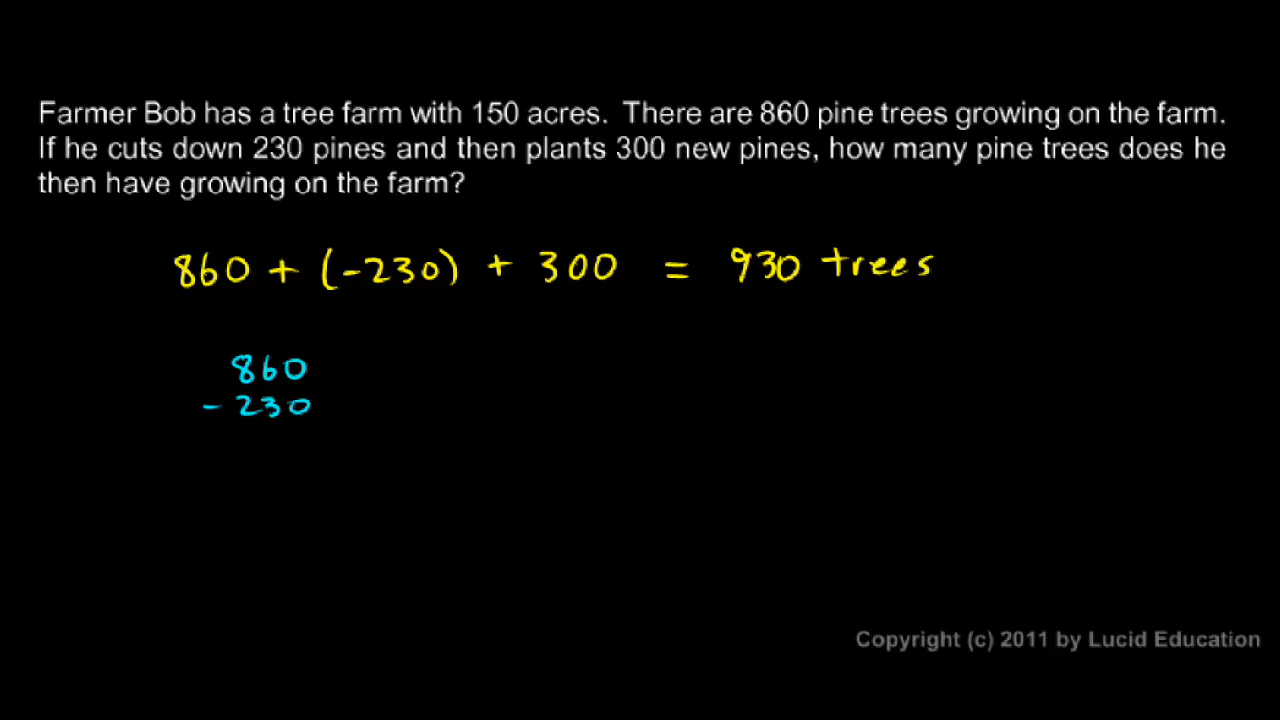 Farmer Bob has a tree farm with 150 acres.  There are 860 pine trees growing on the farm.
If he cuts down 230 pines and then plants 300 new pines, how many pine trees does he
then have growing on the farm?
860 + (-230) + 300 = 930 trees
860
- 230
Copyright (c) 2011 by Lucid Education